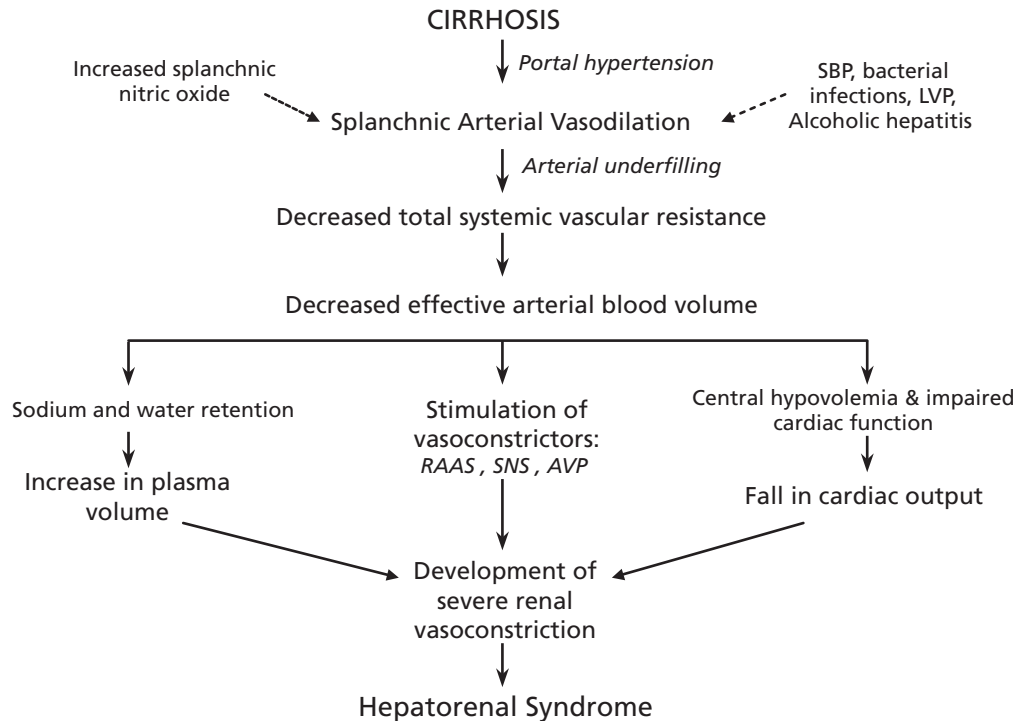 CIRRHOSIS
Portal hypertension
Increased splanchnic
nitric oxide
SBP, bacterial
infections, LVP,
Alcoholic hepatitis
Splanchnic Arterial Vasodilation
Arterial underfilling
Decreased total systemic vascular resistance
Decreased effective arterial blood volume
Sodium and water retention
Increase in plasma
volume
Stimulation of
vasoconstrictors:
RAAS , SNS , AVP
Central hypovolemia & impaired
cardiac function
Fall in cardiac output
Development of
severe renal
vasoconstriction
Hepatorenal Syndrome